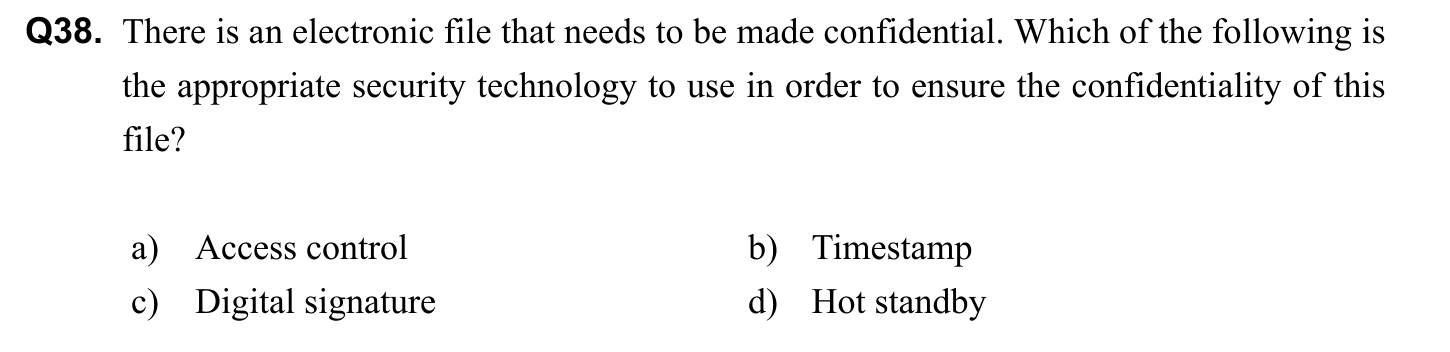 Q38. There is an electronic file that needs to be made confidential. Which of the following is
the appropriate security technology to use in order to ensure the confidentiality of this
file?
a) Access control b) Timestamp
c) Digital signature d) Hot standby